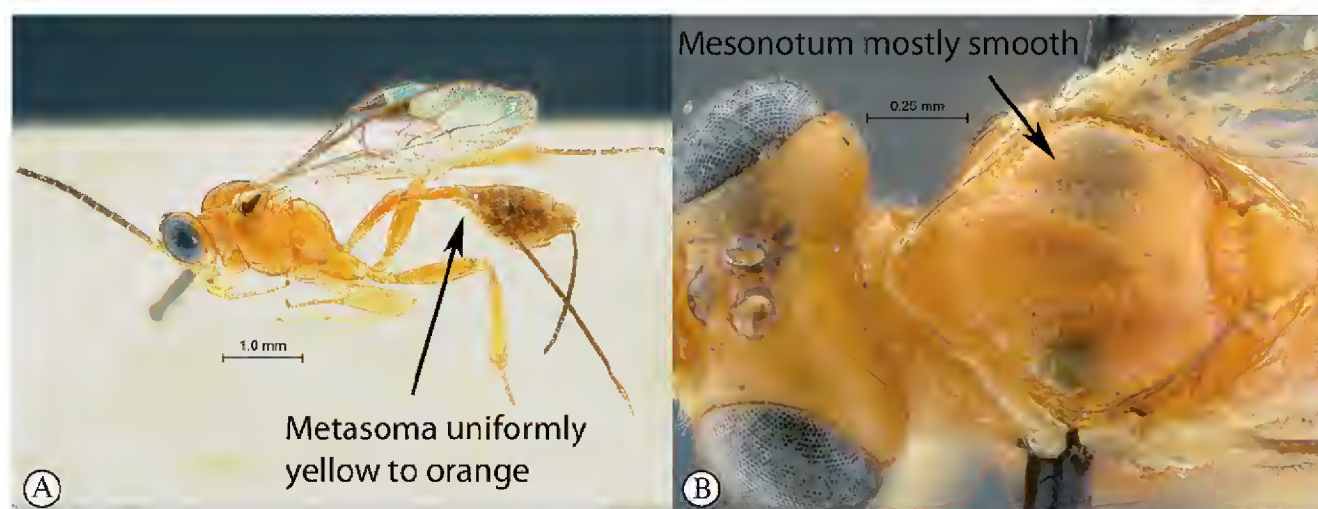 Mesonotum mostly smooth
0.25 mm
1.0 mm
Metasoma uniformly
yellow to orange
A
B